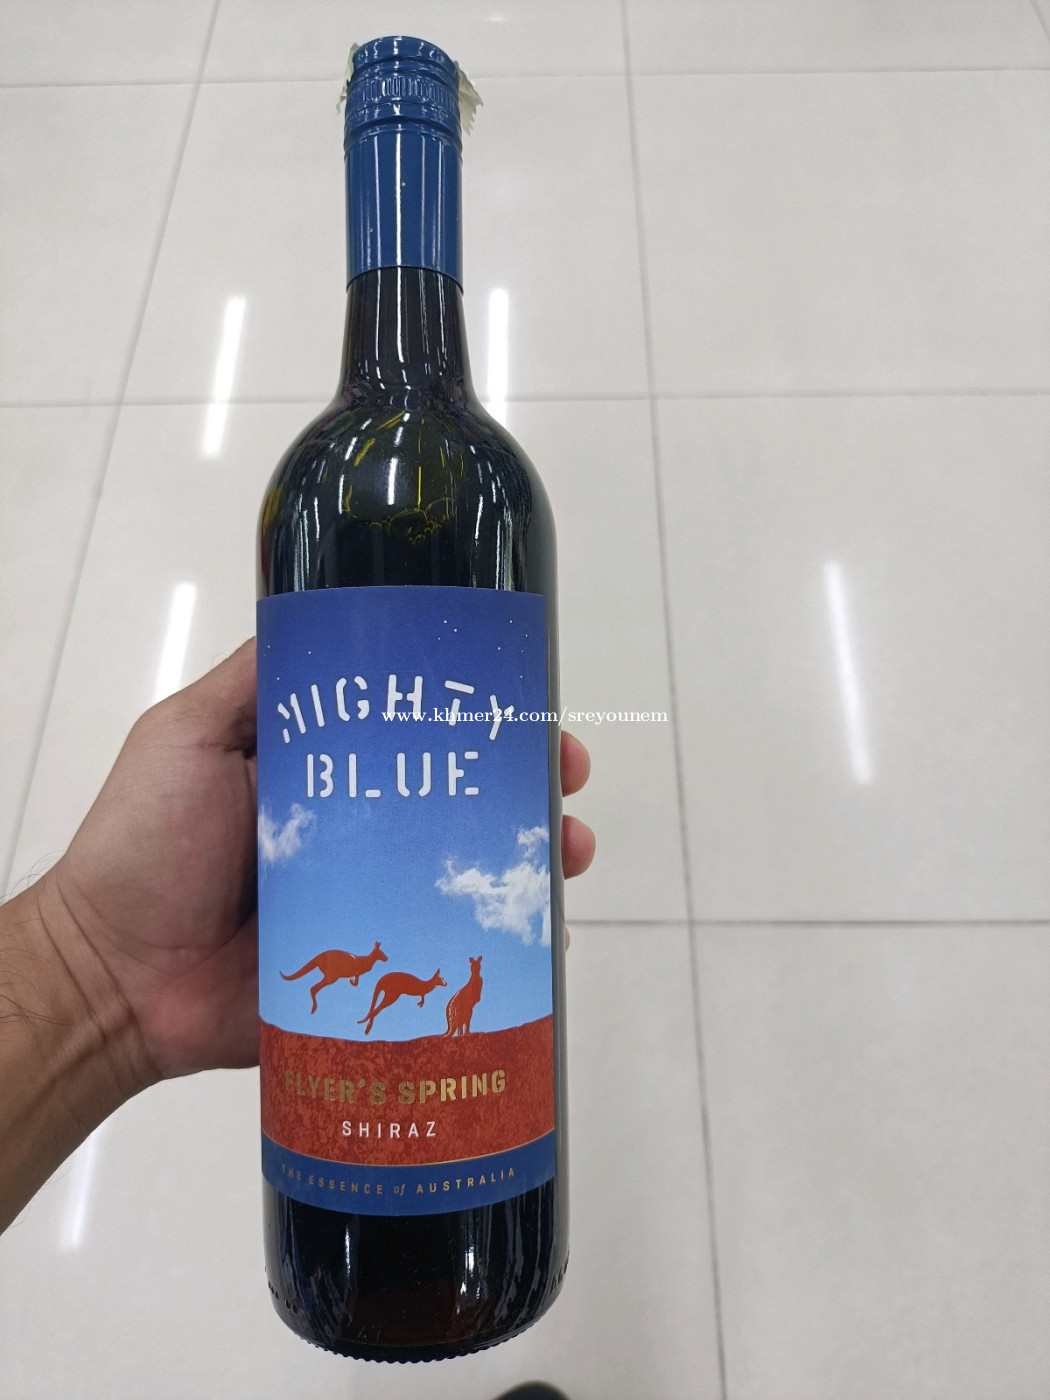 MIGHTY
www.khmer24.com/sreyounem
BLUE
FLYER'S SPRING
SHIRAZ
THE ESSENCE of AUSTRALIA